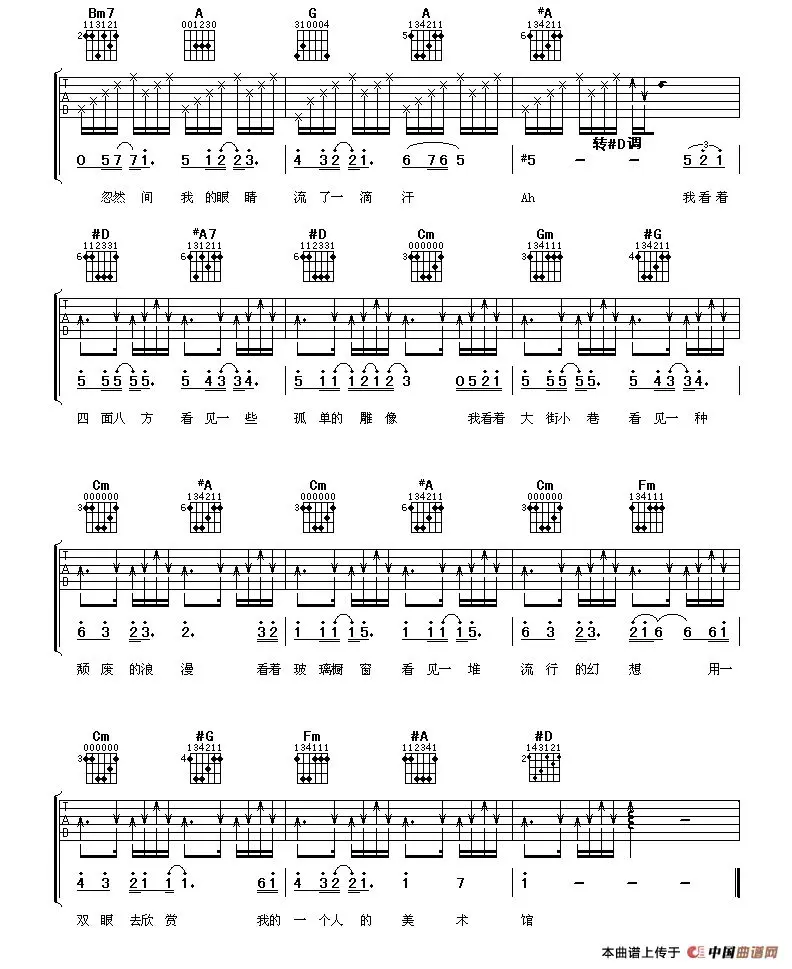 Bm7 A G A #A
113121 001230 310004 134211 134211
2 5 6
T A B D
转#D调
0 5 7 7 1. 5 1 2 2 3. 4 3 2 2 1. 6 7 6 5 #5 - - 5 2 1
忽然 间 我 的眼 睛 流 了一 滴 汗 Ah 我看着
#D #A7 #D Cm Gm #G
112331 131211 112331 000000 134111 134211
6 6 6 3 3 4
5 5 5 5 5. 5 4 3 3 4. 5 1 1 1 2 1 2 3 0 5 2 1 5 5 5 5 5. 5 4 3 3 4.
四 面八 方 看 见一 些 孤 单的 雕 像 我看着 大 街小 巷 看 见一 种
Cm #A Cm #A Cm Fm
000000 134211 000000 134211 000000 134111
3 6 3 6 3
6 3 2 3. 2. 3 2 1 1 1 1 5. 1 1 1 1 5. 6 3 2 3. 2 1 6 6 6 1
颓 废 的浪 漫 看着 玻 璃橱 窗 看 见一 堆 流 行 的幻 想 用一
Cm #G Fm #A #D
000000 134211 134111 112341 143121
3 4 2
4 3 2 1 1 1. 6 1 4 3 2 2 1. 1 7 1 - - -
双 眼 去欣 赏 我的 一 个人 的 美 术 馆
本曲谱上传于 中国曲谱网